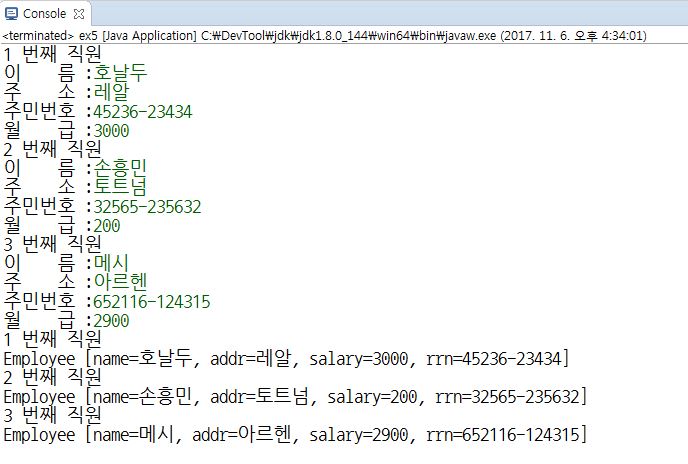 Console
<terminated> ex5 [Java Application] C:￦DevTool￦jdk￦jdk1.8.0_144￦win64￦bin￦javaw.exe (2017. 11. 6. 오후 4:34:01)
1 번째 직원
이    름 :호날두
주    소 :레알
주민번호 :45236-23434
월    급 :3000
2 번째 직원
이    름 :손흥민
주    소 :토트넘
주민번호 :32565-235632
월    급 :200
3 번째 직원
이    름 :메시
주    소 :아르헨
주민번호 :652116-124315
월    급 :2900
1 번째 직원
Employee [name=호날두, addr=레알, salary=3000, rrn=45236-23434]
2 번째 직원
Employee [name=손흥민, addr=토트넘, salary=200, rrn=32565-235632]
3 번째 직원
Employee [name=메시, addr=아르헨, salary=2900, rrn=652116-124315]